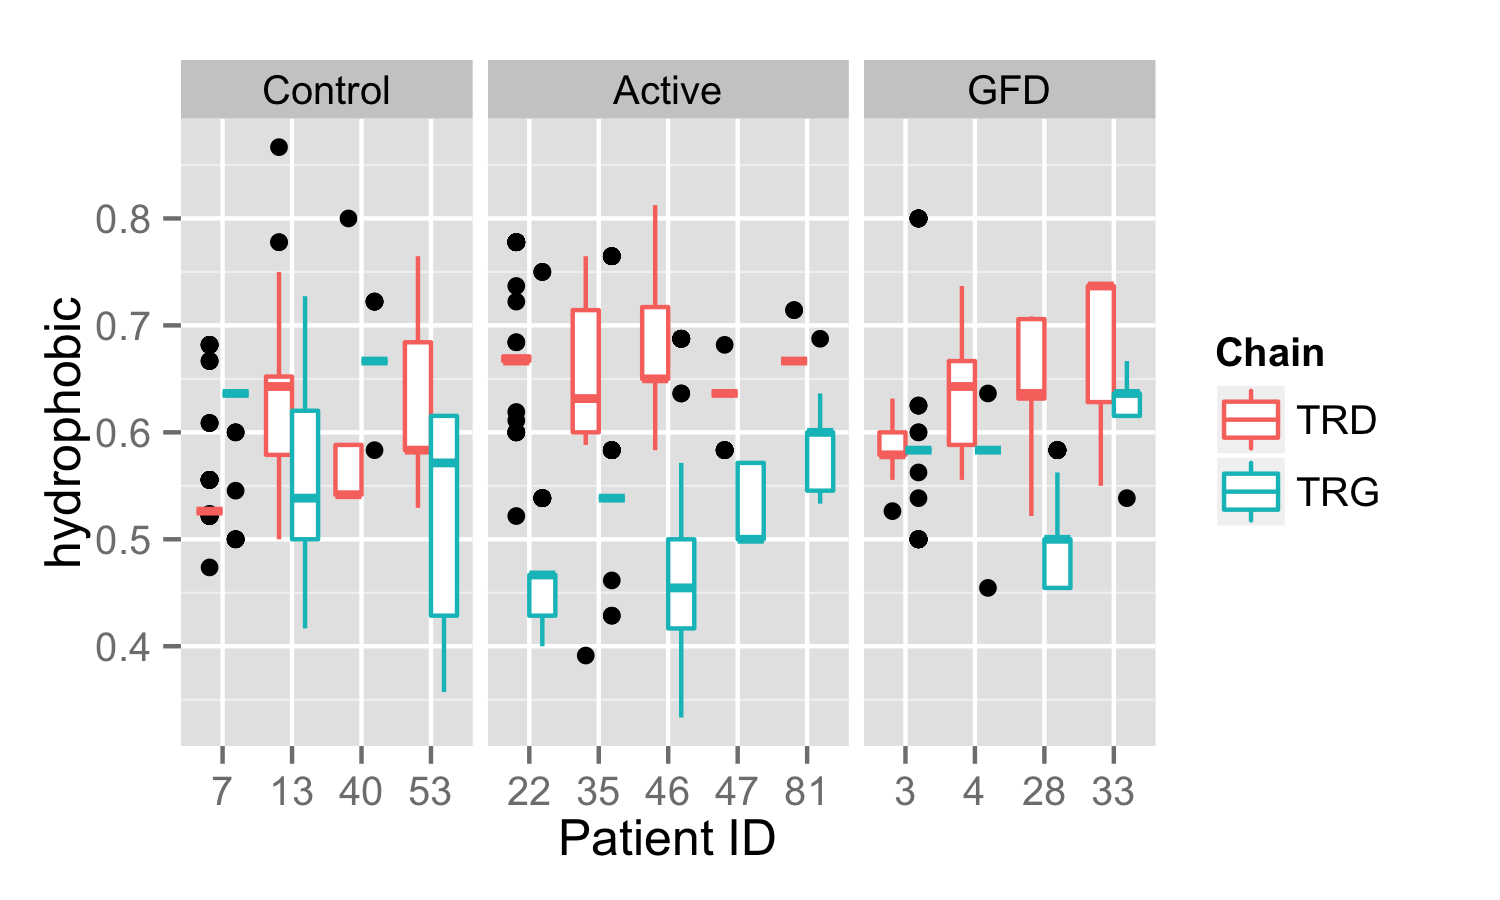 Control Active GFD
0.8
0.7
0.6
0.5
0.4
hydrophobic
7 13 40 53 22 35 46 47 81 3 4 28 33
Patient ID
Chain
TRD
TRG